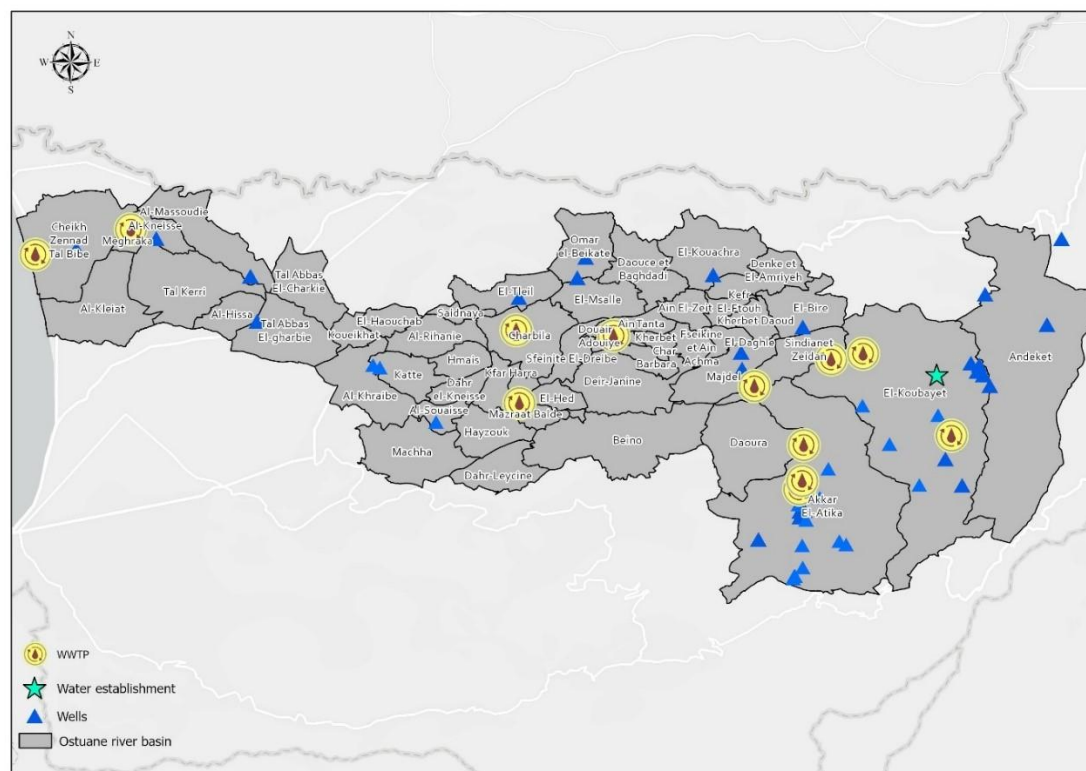 N
W
E
S
Cheikh
Zennad
Tal Bibe
Al-Massoudie
Al-Kneisse
Meghraka
Al-Kleiat
Tal Kerri
Tal Abbas
El-Charkie
Al-Hissa
Tal Abbas
El-gharbie
Koueikhat
El-Haouchab
Saidnaya
Al-Rihanie
El-Tleil
Charbila
Omar
el Beikate
Daouce et
Baghdadi
El-Kouachra
Denke et
El-Amriyeh
El-Msalle
Ain El-Zeit
Kefr
El-Ftouh
Kherbet Daoud
El-Bire
Douair
Adouiye
Ain Tanta
Kherbet
Char
Barbara
Fseikine
et Ain
Achma
El-Daghle
Sindianet
Zeidan
Andeket
El-Koubayet
Hmais
Katte
Sfeinite El-Dreibe
Kfar Harra
Dahr
el Kneisse
Al Khraibe
Al-Souaisse
Mazraat Balde
El-Hed
Deir-Janine
Majdel
Hayzouk
Machha
Dahr-Leycine
Beino
Daoura
Akkar
El-Atika
WWTP
Water establishment
Wells
Ostuane river basin